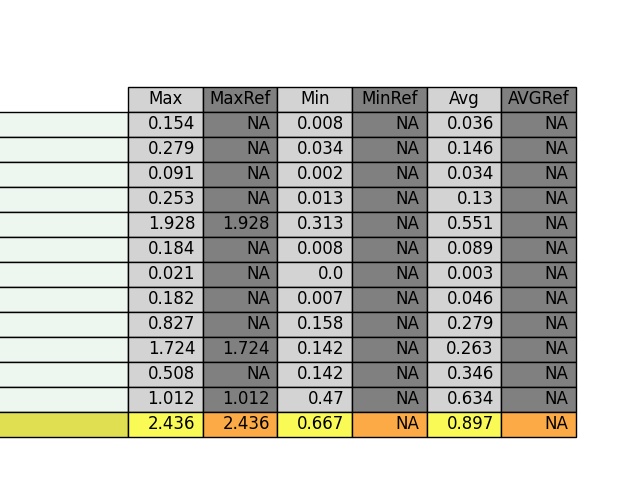 Max MaxRef Min MinRef Avg AVGRef
0.154 NA 0.008 NA 0.036 NA
0.279 NA 0.034 NA 0.146 NA
0.091 NA 0.002 NA 0.034 NA
0.253 NA 0.013 NA 0.13 NA
1.928 1.928 0.313 NA 0.551 NA
0.184 NA 0.008 NA 0.089 NA
0.021 NA 0.0 NA 0.003 NA
0.182 NA 0.007 NA 0.046 NA
0.827 NA 0.158 NA 0.279 NA
1.724 1.724 0.142 NA 0.263 NA
0.508 NA 0.142 NA 0.346 NA
1.012 1.012 0.47 NA 0.634 NA
2.436 2.436 0.667 NA 0.897 NA